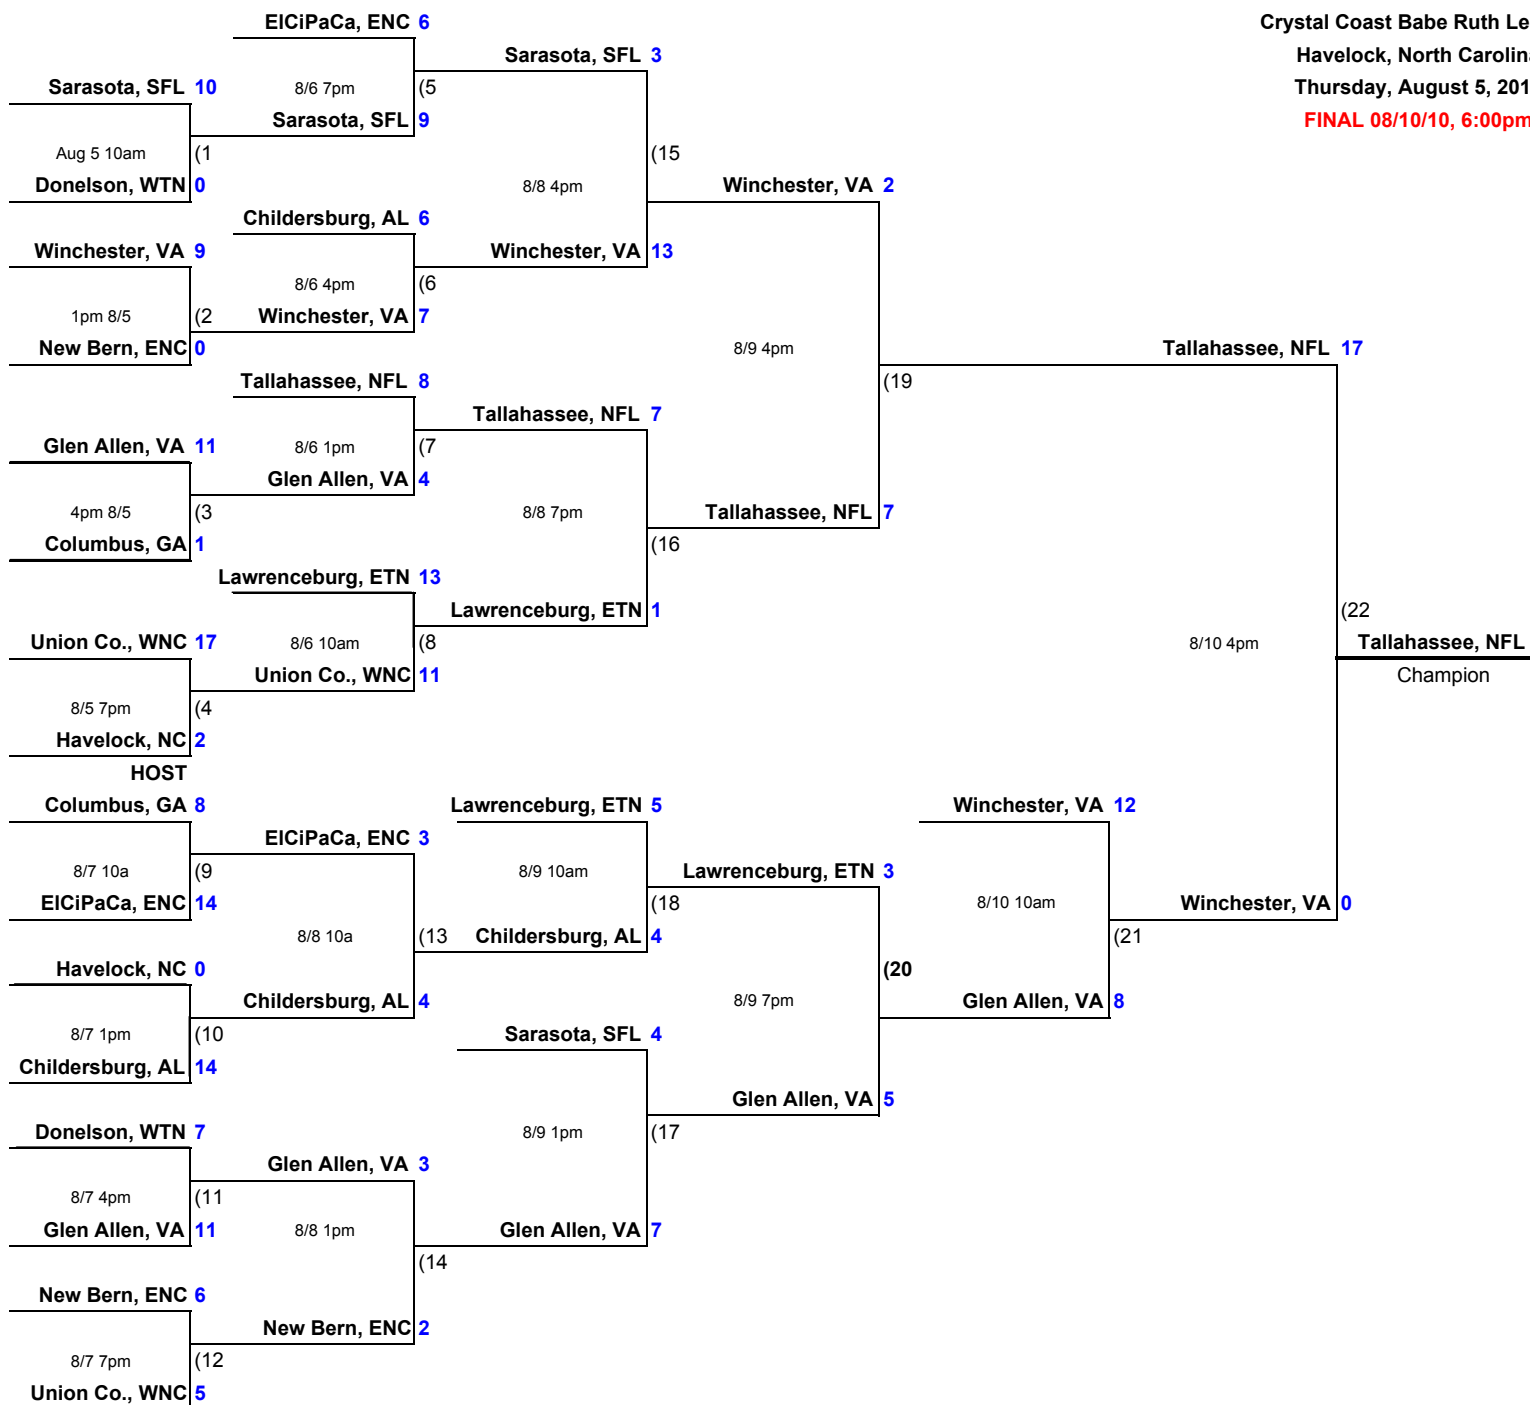 ElCiPaCa, ENC 6
Crystal Coast Babe Ruth Le
Sarasota, SFL 3
Havelock, North Carolin
Sarasota, SFL 10
8/6 7pm (5
Thursday, August 5, 201
Sarasota, SFL 9
FINAL 08/10/10, 6:00pm
Aug 5 10am (1
(15
Donelson, WTN 0
8/8 4pm
Winchester, VA 2
Childersburg, AL 6
Winchester, VA 9
Winchester, VA 13
8/6 4pm (6
1pm 8/5 (2
Winchester, VA 7
New Bern, ENC 0
8/9 4pm
Tallahassee, NFL 17
Tallahassee, NFL 8
(19
Tallahassee, NFL 7
Glen Allen, VA 11
8/6 1pm (7
Glen Allen, VA 4
4pm 8/5 (3
8/8 7pm
Tallahassee, NFL 7
Columbus, GA 1
(16
Lawrenceburg, ETN 13
Lawrenceburg, ETN 1
(22
Union Co., WNC 17
8/6 10am (8
8/10 4pm
Tallahassee, NFL
Union Co., WNC 11
Champion
8/5 7pm (4
Havelock, NC 2
HOST
Columbus, GA 8
Lawrenceburg, ETN 5
Winchester, VA 12
ElCiPaCa, ENC 3
8/7 10a (9
8/9 10am
Lawrenceburg, ETN 3
ElCiPaCa, ENC 14
(18
8/10 10am
Winchester, VA 0
8/8 10a (13
Childersburg, AL 4
(21
Havelock, NC 0
(20
Childersburg, AL 4
8/9 7pm
Glen Allen, VA 8
8/7 1pm (10
Sarasota, SFL 4
Childersburg, AL 14
Glen Allen, VA 5
Donelson, WTN 7
8/9 1pm (17
Glen Allen, VA 3
8/7 4pm (11
Glen Allen, VA 11
8/8 1pm
Glen Allen, VA 7
(14
New Bern, ENC 6
New Bern, ENC 2
8/7 7pm (12
Union Co., WNC 5